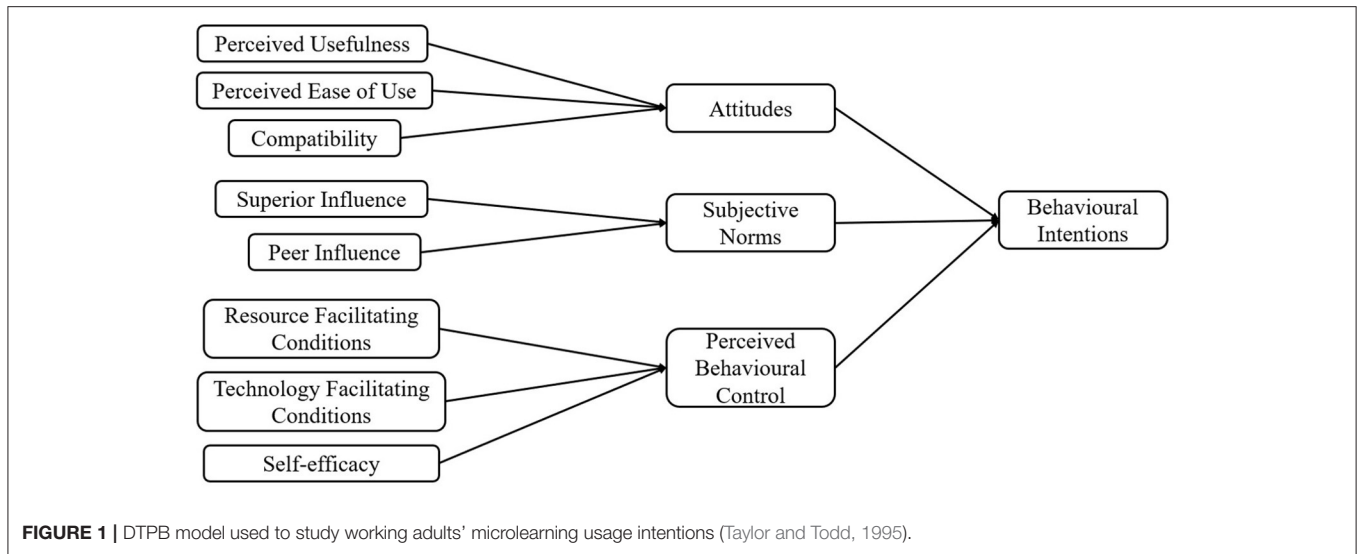 Perceived Usefulness
Perceived Ease of Use
Compatibility
Superior Influence
Peer Influence
Resource Facilitating
Conditions
Technology Facilitating
Conditions
Self-efficacy
Attitudes
Subjective
Norms
Perceived
Behavioural
Control
Behavioural
Intentions
FIGURE 1 | DTPB model used to study working adults’ microlearning usage intentions (Taylor and Todd, 1995).